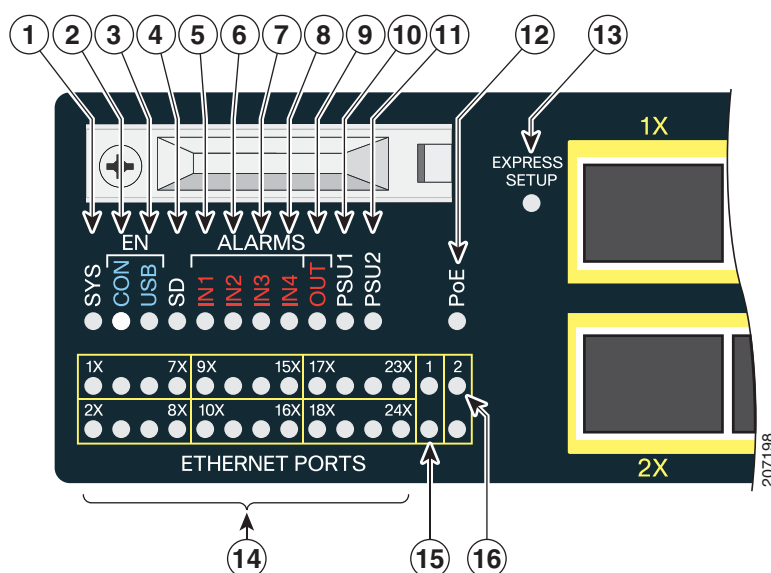 1 2 3 4 5 6 7 8 9 10 11 12 13
1X
EXPRESS
SETUP
EN ALARMS
SYS CON USB SD IN1 IN2 IN3 IN4 OUT PSU1 PSU2 PoE
1X 7X 9X 15X 17X 23X 1 2
2X 8X 10X 16X 18X 24X
ETHERNET PORTS
2X
207198
14 15 16